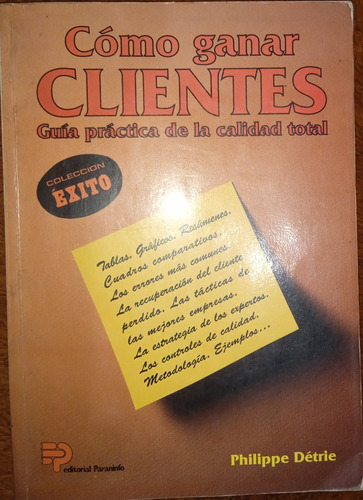 Cómo ganar
CLIENTES
Guía práctica de la calidad total
COLECCION
ÉXITO
Tablas. Gráficos. Resúmenes.
Cuadros comparativos.
Los errores más comunes
La recuperación del cliente
perdido. Las tácticas de
las mejores empresas.
La estrategia de los expertos.
Los controles de calidad.
Metodología. Ejemplos...
EP
editorial Paraninfo
Philippe Détrie